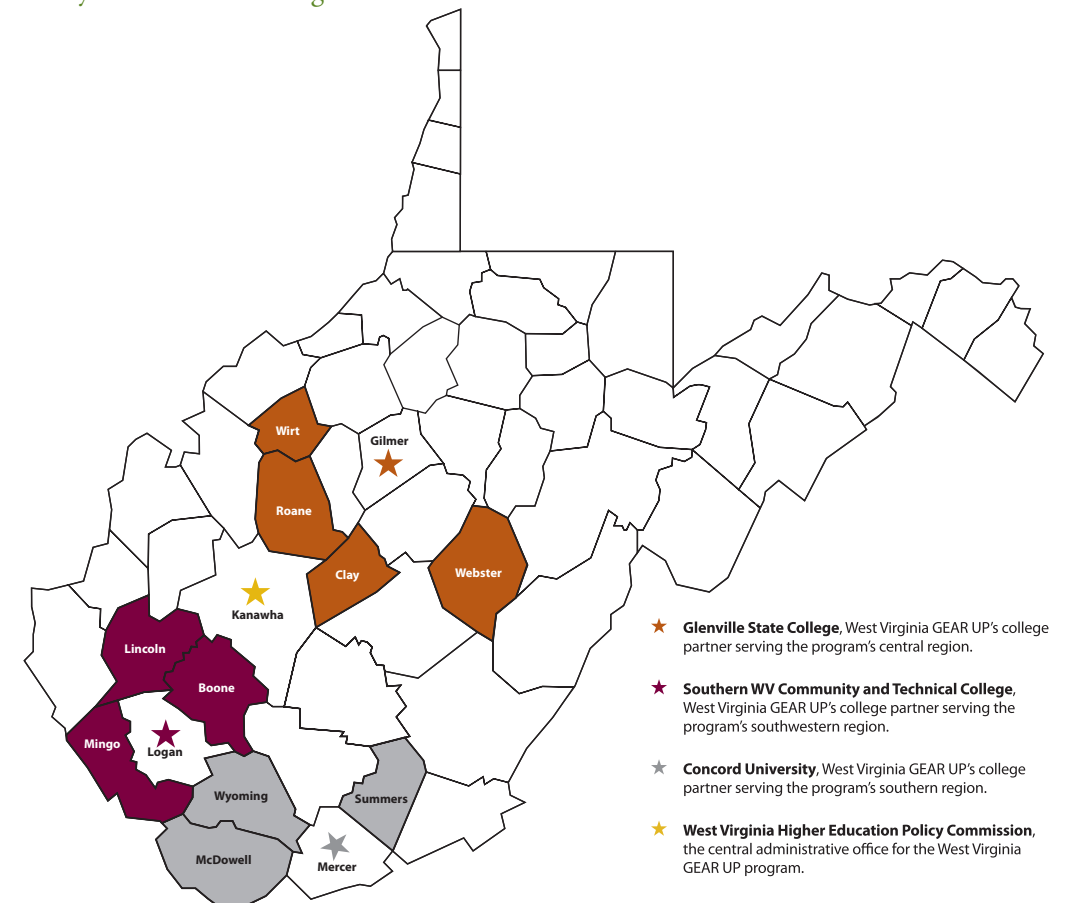 Wirt
Gilmer
Roane
Clay
Webster
Kanawha
Lincoln
Boone
Mingo
Logan
Wyoming
Summers
McDowell
Mercer
Glenville State College, West Virginia GEAR UP’s college
partner serving the program’s central region.
Southern WV Community and Technical College,
West Virginia GEAR UP’s college partner serving the
program’s southwestern region.
Concord University, West Virginia GEAR UP’s college
partner serving the program’s southern region.
West Virginia Higher Education Policy Commission,
the central administrative office for the West Virginia
GEAR UP program.